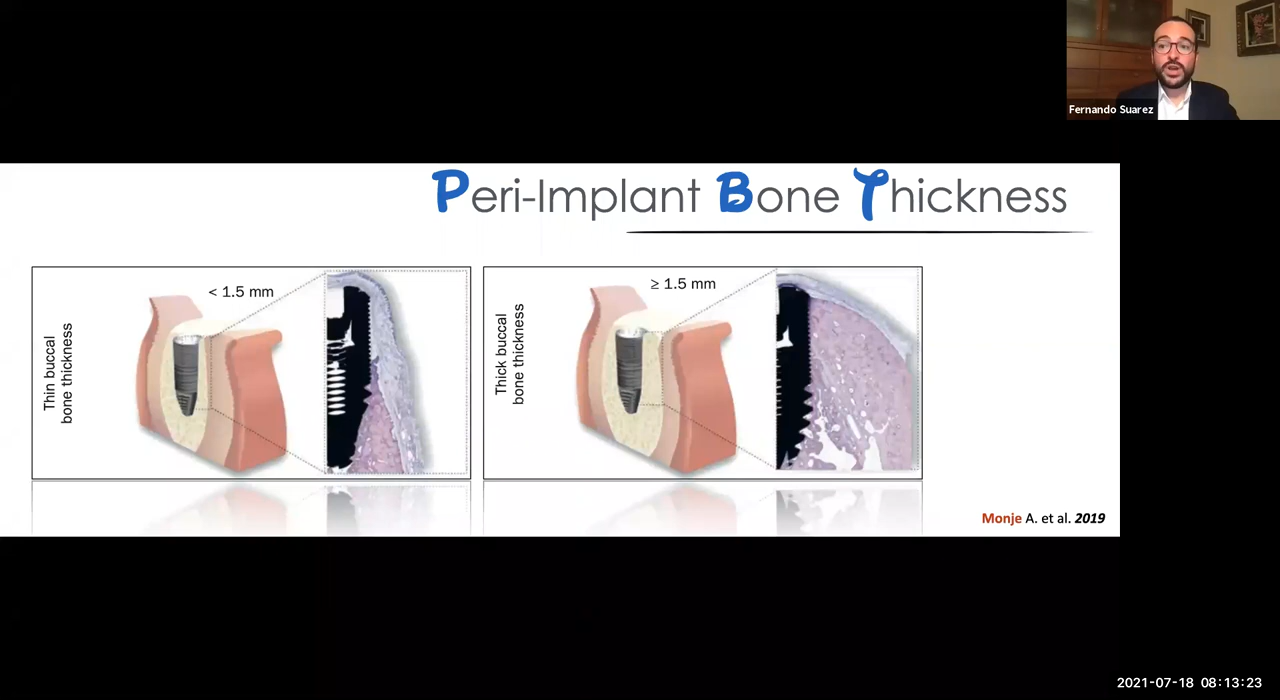 Fernando Suarez
Peri-Implant Bone Thickness
< 1.5 mm
Thin buccal
bone thickness
≥ 1.5 mm
Thick buccal
bone thickness
Monje A. et al. 2019
2021-07-18 08:13:23